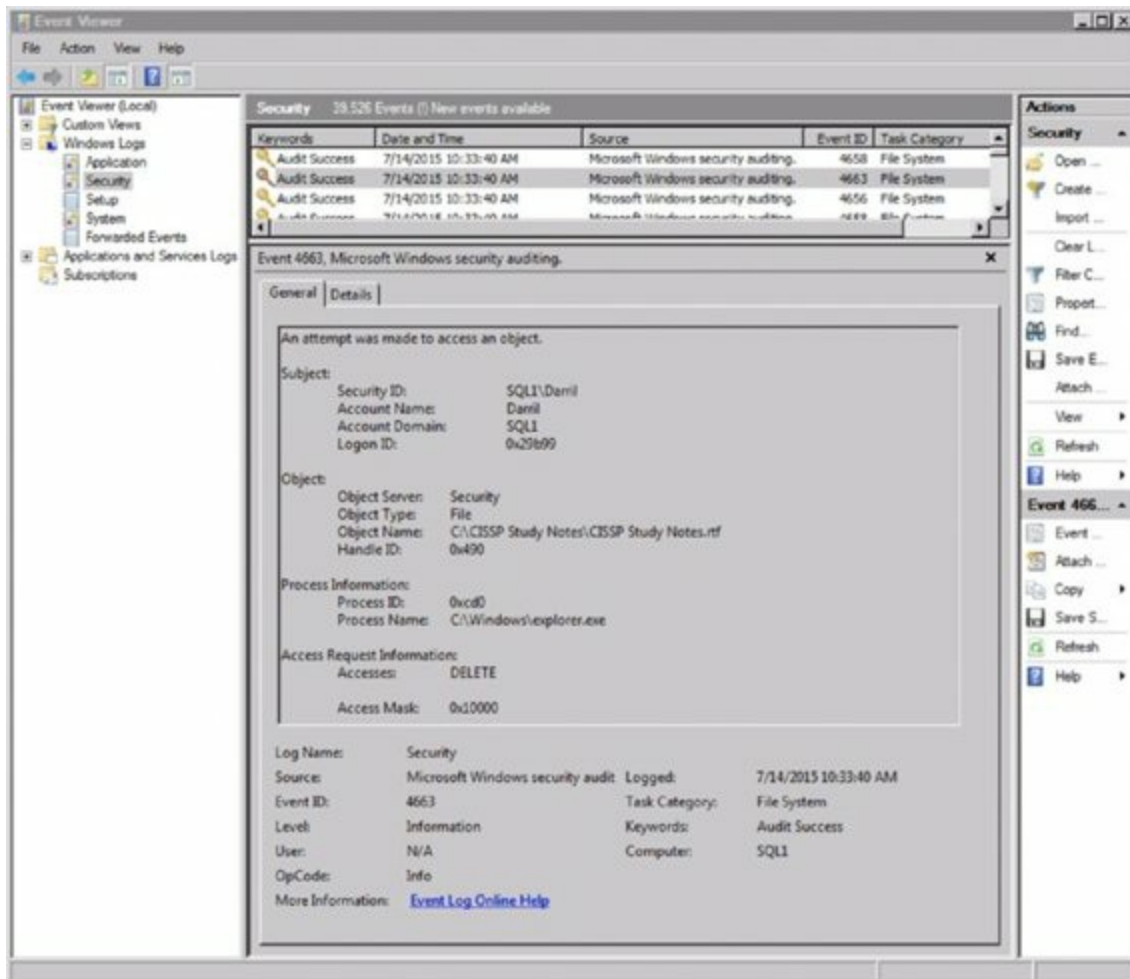 Event Viewer
File Action View Help
Event Viewer (Local)
Custom Views
Windows Logs
Application
Security
Setup
System
Forwarded Events
Applications and Services Logs
Subscriptions
Security 39,526 Events (!) New events available
Keywords Date and Time Source Event ID Task Category
Audit Success 7/14/2015 10:33:40 AM Microsoft Windows security auditing. 4658 File System
Audit Success 7/14/2015 10:33:40 AM Microsoft Windows security auditing. 4663 File System
Audit Success 7/14/2015 10:33:40 AM Microsoft Windows security auditing. 4656 File System
Event 4663, Microsoft Windows security auditing.
General Details
An attempt was made to access an object.
Subject:
Security ID: SQL1\Darril
Account Name: Darril
Account Domain: SQL1
Logon ID: 0x29b99
Object:
Object Server: Security
Object Type: File
Object Name: C:\CISSP Study Notes\CISSP Study Notes.rtf
Handle ID: 0x490
Process Information:
Process ID: 0xcd0
Process Name: C:\Windows\explorer.exe
Access Request Information:
Accesses: DELETE
Access Mask: 0x10000
Log Name: Security
Source: Microsoft Windows security audit Logged: 7/14/2015 10:33:40 AM
Event ID: 4663 Task Category: File System
Level: Information Keywords: Audit Success
User: N/A Computer: SQL1
OpCode: Info
More Information: Event Log Online Help
Actions
Security
Open ...
Create ...
Import ...
Clear L...
Filter C...
Propert...
Find...
Save E...
Attach ...
View
Refresh
Help
Event 466...
Event ...
Attach ...
Copy
Save S...
Refresh
Help